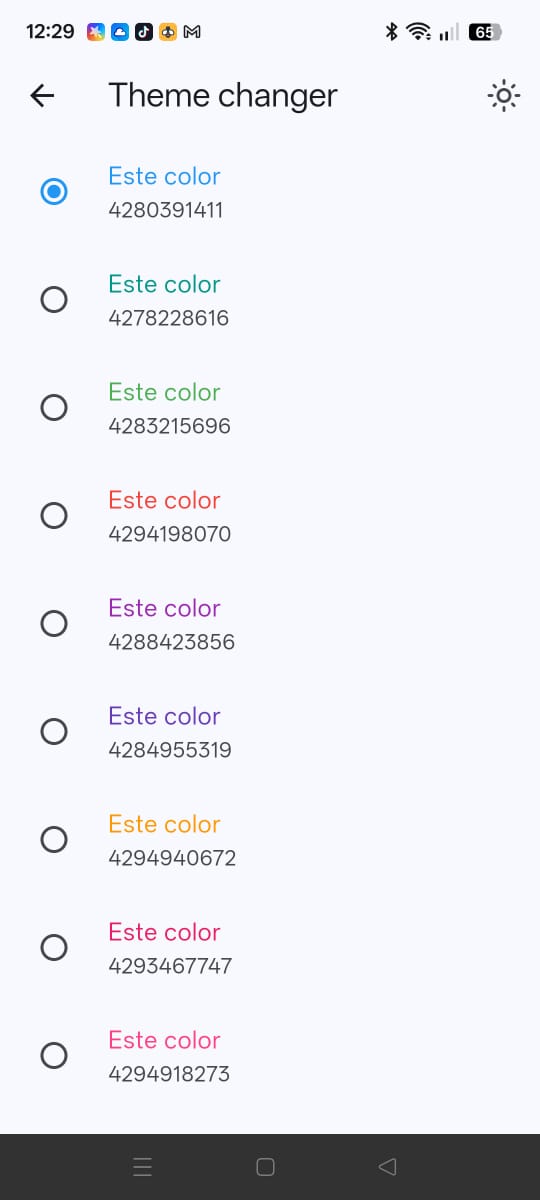 12:29
65
Theme changer
Este color
4280391411
Este color
4278228616
Este color
4283215696
Este color
4294198070
Este color
4288423856
Este color
4284955319
Este color
4294940672
Este color
4293467747
Este color
4294918273